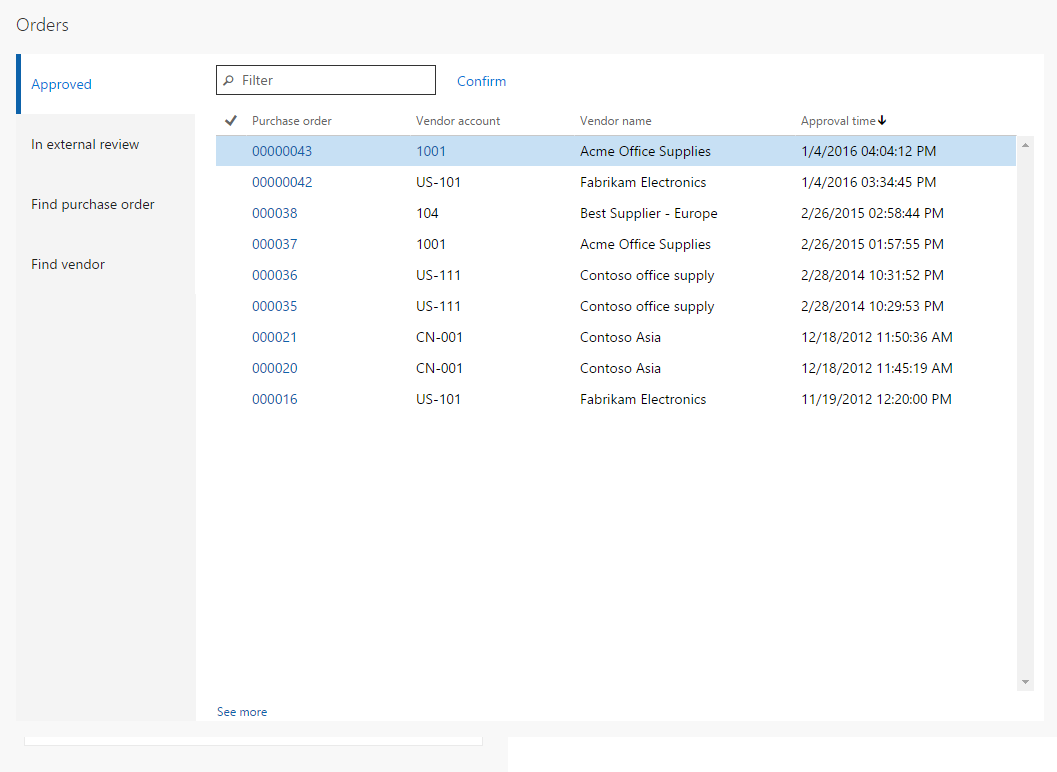 Orders
Approved
In external review
Find purchase order
Find vendor
Filter Confirm
Purchase order Vendor account Vendor name Approval time
00000043 1001 Acme Office Supplies 1/4/2016 04:04:12 PM
00000042 US-101 Fabrikam Electronics 1/4/2016 03:34:45 PM
000038 104 Best Supplier - Europe 2/26/2015 02:58:44 PM
000037 1001 Acme Office Supplies 2/26/2015 01:57:55 PM
000036 US-111 Contoso office supply 2/28/2014 10:31:52 PM
000035 US-111 Contoso office supply 2/28/2014 10:29:53 PM
000021 CN-001 Contoso Asia 12/18/2012 11:50:36 AM
000020 CN-001 Contoso Asia 12/18/2012 11:45:19 AM
000016 US-101 Fabrikam Electronics 11/19/2012 12:20:00 PM
See more